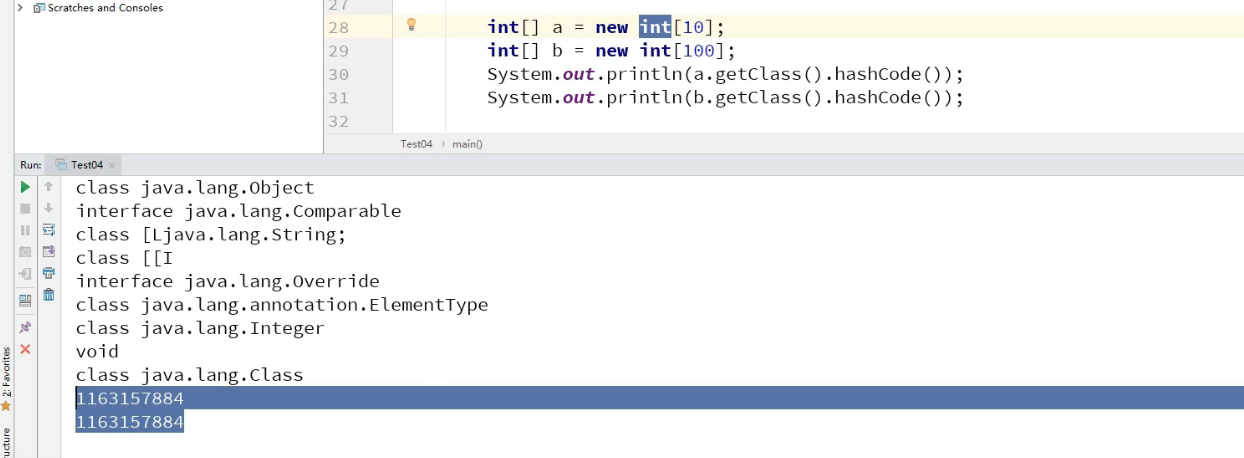 Scratches and Consoles
27
28 int[] a = new int[10];
29 int[] b = new int[100];
30 System.out.println(a.getClass().hashCode());
31 System.out.println(b.getClass().hashCode());
32
Test04 › main()
Run: Test04 ×
class java.lang.Object
interface java.lang.Comparable
class [Ljava.lang.String;
class [[I
interface java.lang.Override
class java.lang.annotation.ElementType
class java.lang.Integer
void
class java.lang.Class
1163157884
1163157884
2: Favorites
ructure